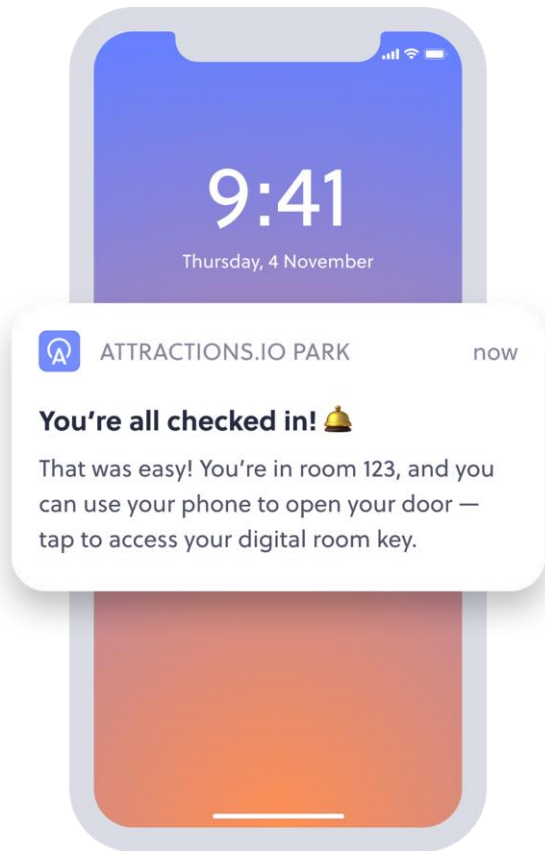 9:41
Thursday, 4 November
ATTRACTIONS.IO PARK now
You’re all checked in! 🛎️
That was easy! You’re in room 123, and you
can use your phone to open your door —
tap to access your digital room key.